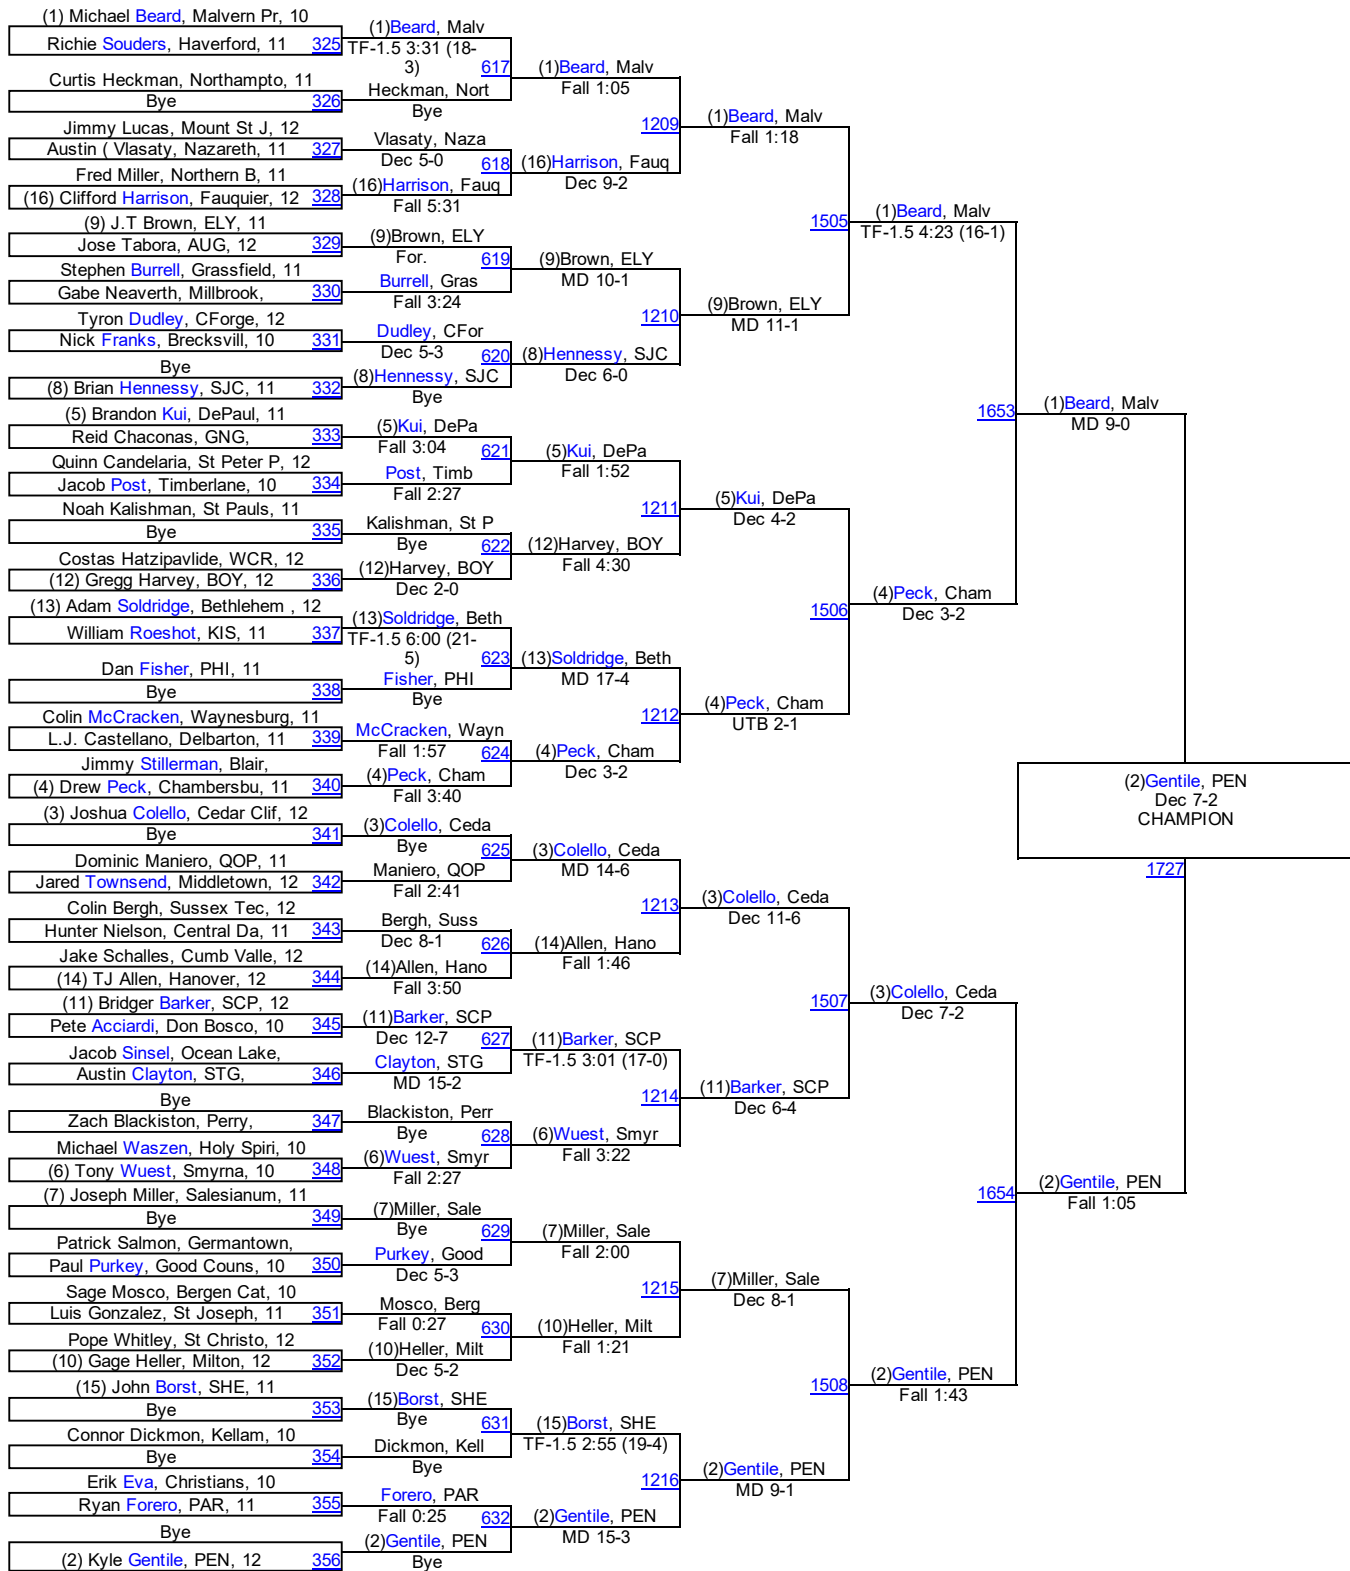 (1) Michael Beard, Malvern Pr, 10
Richie Souders, Haverford, 11 325
Curtis Heckman, Northampto, 11
Bye 326
Jimmy Lucas, Mount St J, 12
Austin ( Vlasaty, Nazareth, 11 327
Fred Miller, Northern B, 11
(16) Clifford Harrison, Fauquier, 12 328
(9) J.T Brown, ELY, 11
Jose Tabora, AUG, 12 329
Stephen Burrell, Grassfield, 11
Gabe Neaverth, Millbrook, 330
Tyron Dudley, CForge, 12
Nick Franks, Brecksvill, 10 331
Bye
(8) Brian Hennessy, SJC, 11 332
(5) Brandon Kui, DePaul, 11
Reid Chaconas, GNG, 333
Quinn Candelaria, St Peter P, 12
Jacob Post, Timberlane, 10 334
Noah Kalishman, St Pauls, 11
Bye 335
Costas Hatzipavlide, WCR, 12
(12) Gregg Harvey, BOY, 12 336
(13) Adam Soldridge, Bethlehem , 12
William Roeshot, KIS, 11 337
Dan Fisher, PHI, 11
Bye 338
Colin McCracken, Waynesburg, 11
L.J. Castellano, Delbarton, 11 339
Jimmy Stillerman, Blair,
(4) Drew Peck, Chambersbu, 11 340
(3) Joshua Colello, Cedar Clif, 12
Bye 341
Dominic Maniero, QOP, 11
Jared Townsend, Middletown, 12 342
Colin Bergh, Sussex Tec, 12
Hunter Nielson, Central Da, 11 343
Jake Schalles, Cumb Valle, 12
(14) TJ Allen, Hanover, 12 344
(11) Bridger Barker, SCP, 12
Pete Acciardi, Don Bosco, 10 345
Jacob Sinsel, Ocean Lake,
Austin Clayton, STG, 346
Bye
Zach Blackiston, Perry, 347
Michael Waszen, Holy Spiri, 10
(6) Tony Wuest, Smyrna, 10 348
(7) Joseph Miller, Salesianum, 11
Bye 349
Patrick Salmon, Germantown,
Paul Purkey, Good Couns, 10 350
Sage Mosco, Bergen Cat, 10
Luis Gonzalez, St Joseph, 11 351
Pope Whitley, St Christo, 12
(10) Gage Heller, Milton, 12 352
(15) John Borst, SHE, 11
Bye 353
Connor Dickmon, Kellam, 10
Bye 354
Erik Eva, Christians, 10
Ryan Forero, PAR, 11 355
Bye
(2) Kyle Gentile, PEN, 12 356
(1)Beard, Malv
TF-1.5 3:31 (18-
3) 617
Heckman, Nort
Bye
Vlasaty, Naza
Dec 5-0 618
(16)Harrison, Fauq
Fall 5:31
(9)Brown, ELY
For. 619
Burrell, Gras
Fall 3:24
Dudley, CFor
Dec 5-3 620
(8)Hennessy, SJC
Bye
(5)Kui, DePa
Fall 3:04 621
Post, Timb
Fall 2:27
Kalishman, St P
Bye 622
(12)Harvey, BOY
Dec 2-0
(13)Soldridge, Beth
TF-1.5 6:00 (21-
5) 623
Fisher, PHI
Bye
McCracken, Wayn
Fall 1:57 624
(4)Peck, Cham
Fall 3:40
(3)Colello, Ceda
Bye 625
Maniero, QOP
Fall 2:41
Bergh, Suss
Dec 8-1 626
(14)Allen, Hano
Fall 3:50
(11)Barker, SCP
Dec 12-7 627
Clayton, STG
MD 15-2
Blackiston, Perr
Bye 628
(6)Wuest, Smyr
Fall 2:27
(7)Miller, Sale
Bye 629
Purkey, Good
Dec 5-3
Mosco, Berg
Fall 0:27 630
(10)Heller, Milt
Dec 5-2
(15)Borst, SHE
Bye 631
Dickmon, Kell
Bye
Forero, PAR
Fall 0:25 632
(2)Gentile, PEN
Bye
(1)Beard, Malv
Fall 1:05
1209
(16)Harrison, Fauq
Dec 9-2
(9)Brown, ELY
MD 10-1
1210
(8)Hennessy, SJC
Dec 6-0
(5)Kui, DePa
Fall 1:52
1211
(12)Harvey, BOY
Fall 4:30
(13)Soldridge, Beth
MD 17-4
1212
(4)Peck, Cham
Dec 3-2
(3)Colello, Ceda
MD 14-6
1213
(14)Allen, Hano
Fall 1:46
(11)Barker, SCP
TF-1.5 3:01 (17-0)
1214
(6)Wuest, Smyr
Fall 3:22
(7)Miller, Sale
Fall 2:00
1215
(10)Heller, Milt
Fall 1:21
(15)Borst, SHE
TF-1.5 2:55 (19-4)
1216
(2)Gentile, PEN
MD 15-3
(1)Beard, Malv
Fall 1:18
1505
(9)Brown, ELY
MD 11-1
(5)Kui, DePa
Dec 4-2
1506
(4)Peck, Cham
UTB 2-1
(3)Colello, Ceda
Dec 11-6
1507
(11)Barker, SCP
Dec 6-4
(7)Miller, Sale
Dec 8-1
1508
(2)Gentile, PEN
MD 9-1
(1)Beard, Malv
TF-1.5 4:23 (16-1)
1653
(4)Peck, Cham
Dec 3-2
(3)Colello, Ceda
Dec 7-2
1654
(2)Gentile, PEN
Fall 1:43
(1)Beard, Malv
MD 9-0
(2)Gentile, PEN
Fall 1:05
(2)Gentile, PEN
Dec 7-2
CHAMPION
1727